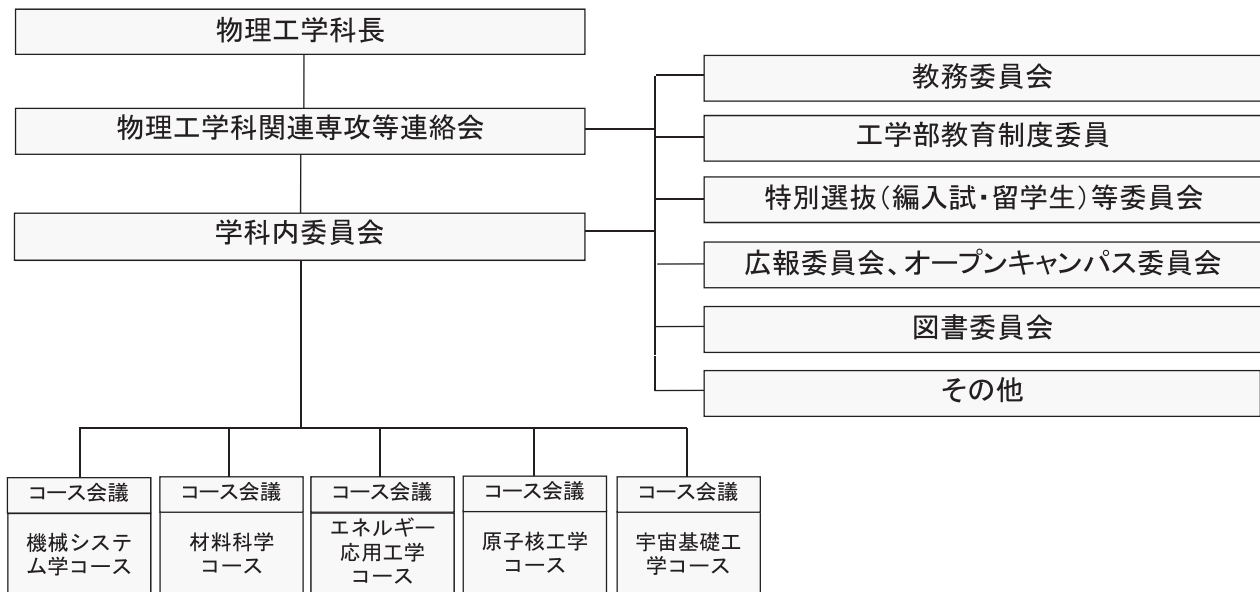 物理工学科長
物理工学科関連専攻等連絡会
学科内委員会
教務委員会
工学部教育制度委員
特別選抜(編入試・留学生)等委員会
広報委員会、オープンキャンパス委員会
図書委員会
その他
コース会議
機械システ
ム学コース
コース会議
材料科学
コース
コース会議
エネルギー
応用工学
コース
コース会議
原子核工学
コース
コース会議
宇宙基礎工
学コース